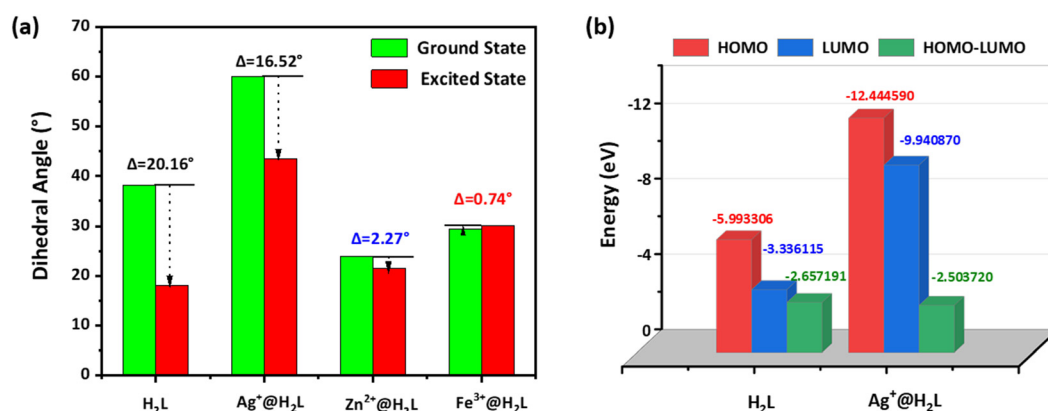 (a)
70
60
50
40
30
20
10
0
Dihedral Angle (°)
Ground State
Excited State
Δ=20.16°
Δ=16.52°
Δ=2.27°
Δ=0.74°
H₂L
Ag⁺@H₂L
Zn²⁺@H₂L
Fe³⁺@H₂L
(b)
HOMO LUMO HOMO-LUMO
-12
-8
-4
0
Energy (eV)
-5.993306
-3.336115
-2.657191
-12.444590
-9.940870
-2.503720
H₂L
Ag⁺@H₂L